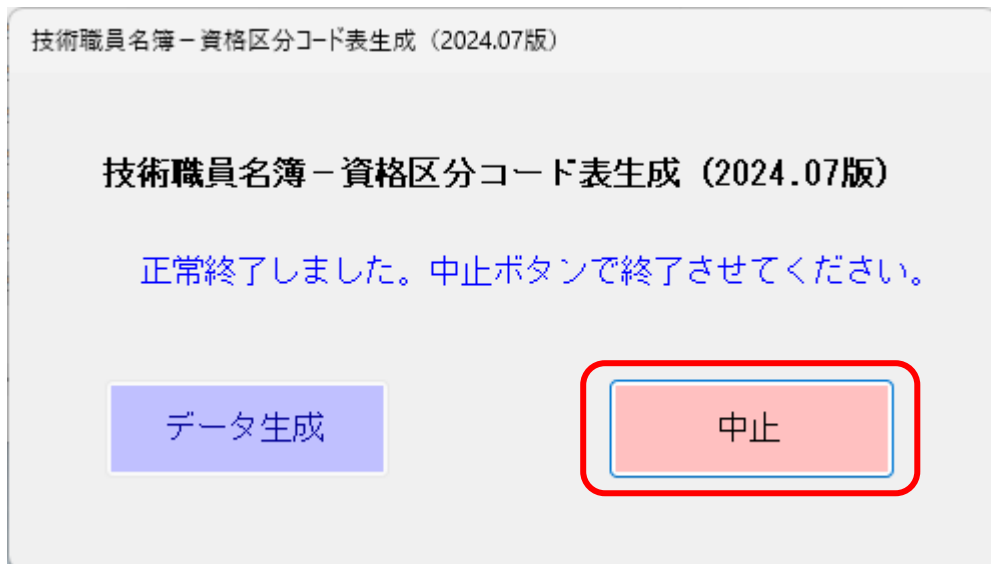 技術職員名簿－資格区分ｺｰﾄﾞ表生成（2024.07版）
技術職員名簿－資格区分コード表生成（2024.07版）
正常終了しました。中止ボタンで終了させてください。
データ生成
中止